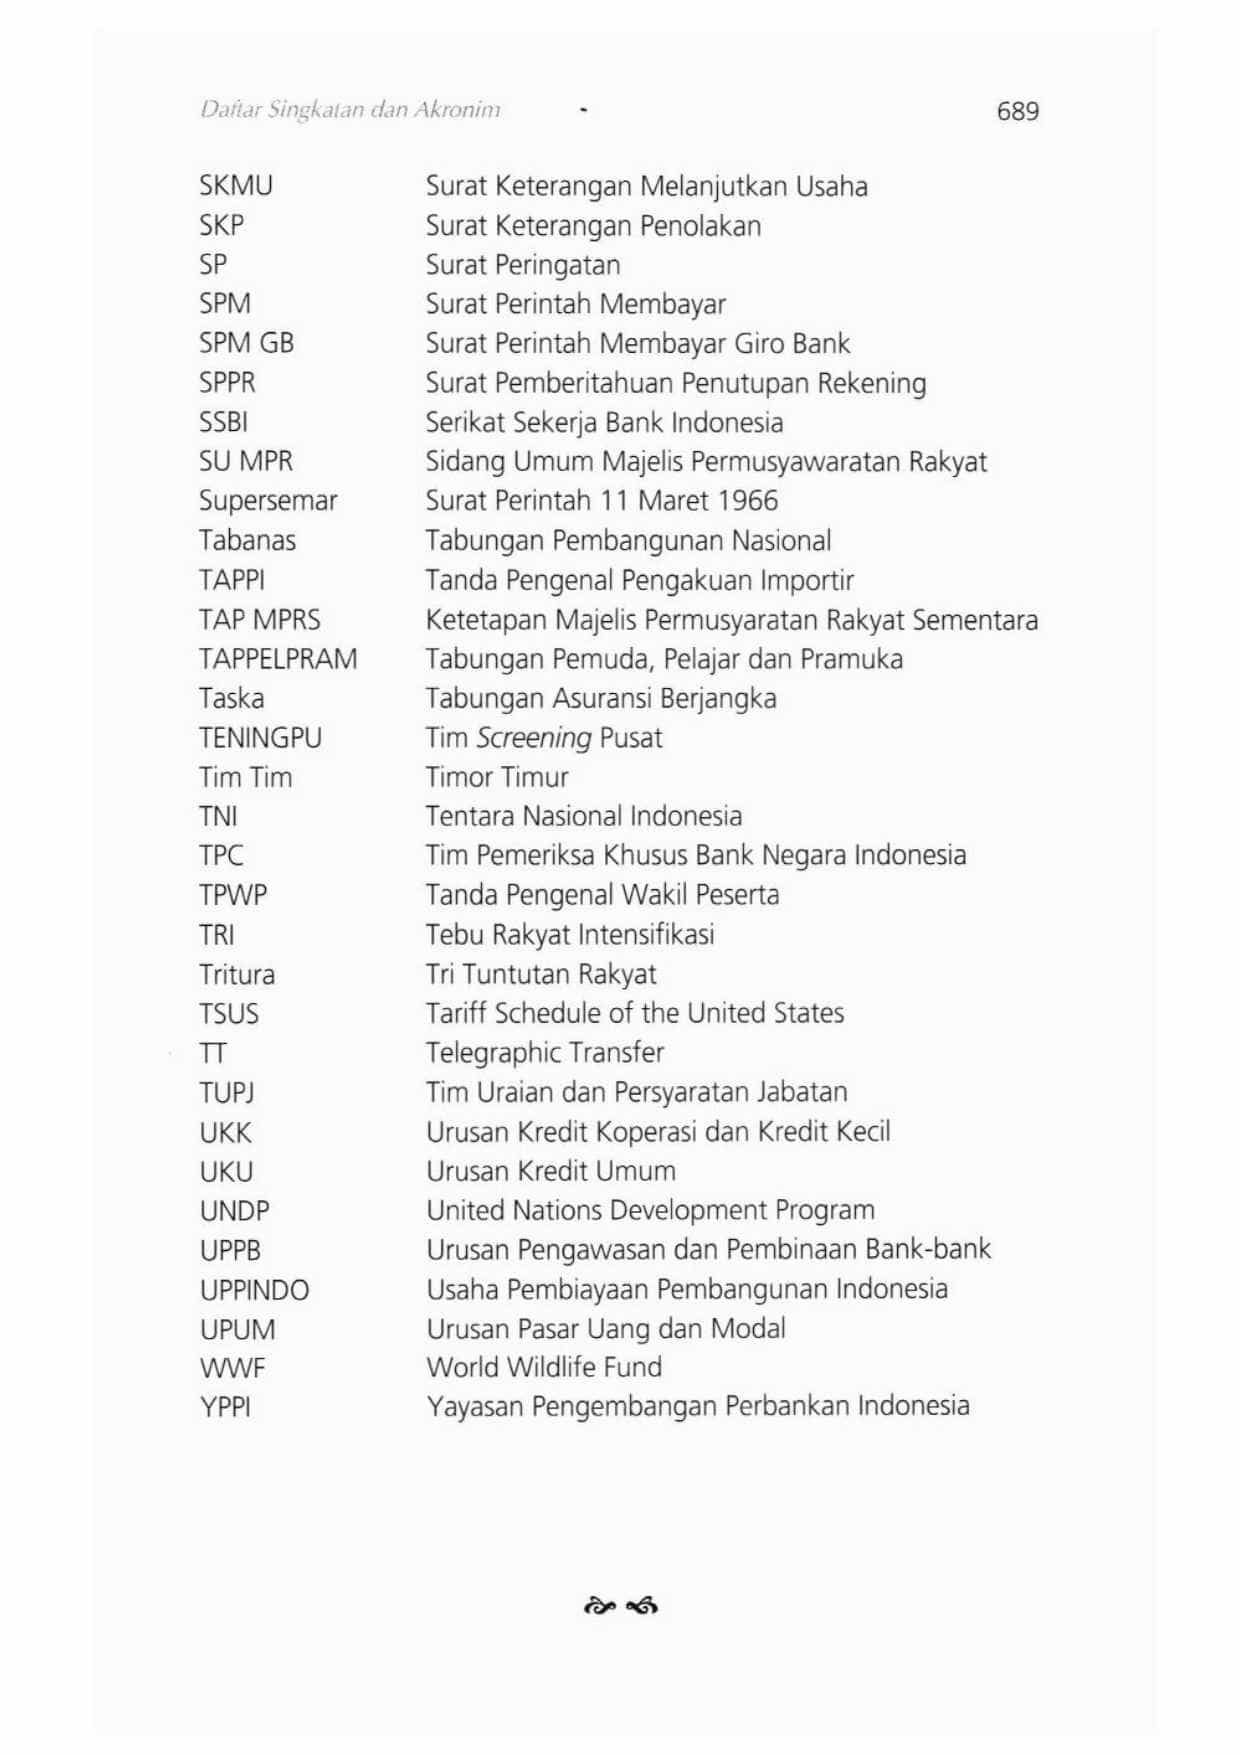 Daftar Singkatan dan Akronim 689
SKMU Surat Keterangan Melanjutkan Usaha
SKP Surat Keterangan Penolakan
SP Surat Peringatan
SPM Surat Perintah Membayar
SPM GB Surat Perintah Membayar Giro Bank
SPPR Surat Pemberitahuan Penutupan Rekening
SSBI Serikat Sekerja Bank Indonesia
SU MPR Sidang Umum Majelis Permusyawaratan Rakyat
Supersemar Surat Perintah 11 Maret 1966
Tabanas Tabungan Pembangunan Nasional
TAPPI Tanda Pengenal Pengakuan Importir
TAP MPRS Ketetapan Majelis Permusyaratan Rakyat Sementara
TAPPELPRAM Tabungan Pemuda, Pelajar dan Pramuka
Taska Tabungan Asuransi Berjangka
TENINGPU Tim Screening Pusat
Tim Tim Timor Timur
TNI Tentara Nasional Indonesia
TPC Tim Pemeriksa Khusus Bank Negara Indonesia
TPWP Tanda Pengenal Wakil Peserta
TRI Tebu Rakyat Intensifikasi
Tritura Tri Tuntutan Rakyat
TSUS Tariff Schedule of the United States
TT Telegraphic Transfer
TUPJ Tim Uraian dan Persyaratan Jabatan
UKK Urusan Kredit Koperasi dan Kredit Kecil
UKU Urusan Kredit Umum
UNDP United Nations Development Program
UPPB Urusan Pengawasan dan Pembinaan Bank-bank
UPPINDO Usaha Pembiayaan Pembangunan Indonesia
UPUM Urusan Pasar Uang dan Modal
WWF World Wildlife Fund
YPPI Yayasan Pengembangan Perbankan Indonesia